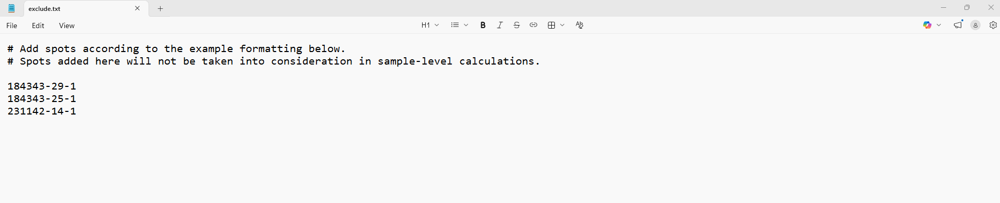 exclude.txt
File Edit View H1
# Add spots according to the example formatting below.
# Spots added here will not be taken into consideration in sample-level calculations.
184343-29-1
184343-25-1
231142-14-1